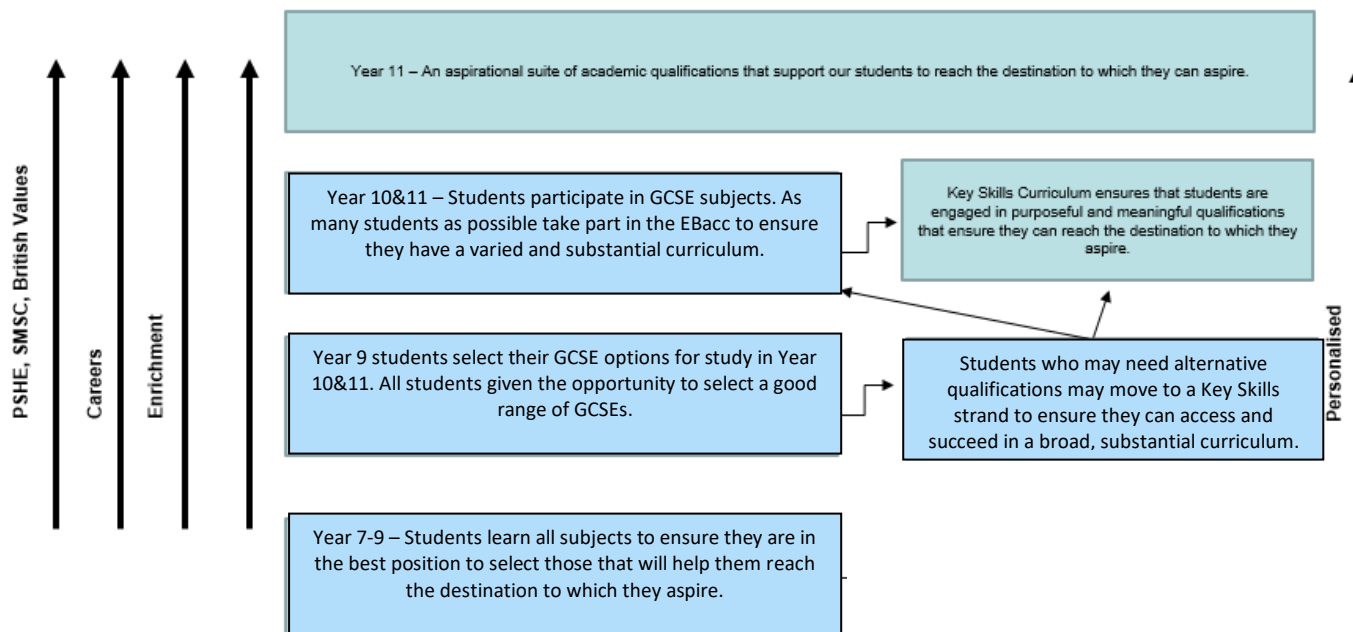 Year 11 – An aspirational suite of academic qualifications that support our students to reach the destination to which they can aspire.
Year 10&11 – Students participate in GCSE subjects. As
many students as possible take part in the EBacc to ensure
they have a varied and substantial curriculum.
Key Skills Curriculum ensures that students are
engaged in purposeful and meaningful qualifications
that ensure they can reach the destination to which they
aspire.
PSHE, SMSC, British Values
Careers
Enrichment
Year 9 students select their GCSE options for study in Year
10&11. All students given the opportunity to select a good
range of GCSEs.
Students who may need alternative
qualifications may move to a Key Skills
strand to ensure they can access and
succeed in a broad, substantial curriculum.
Personalised
Year 7-9 – Students learn all subjects to ensure they are in
the best position to select those that will help them reach
the destination to which they aspire.